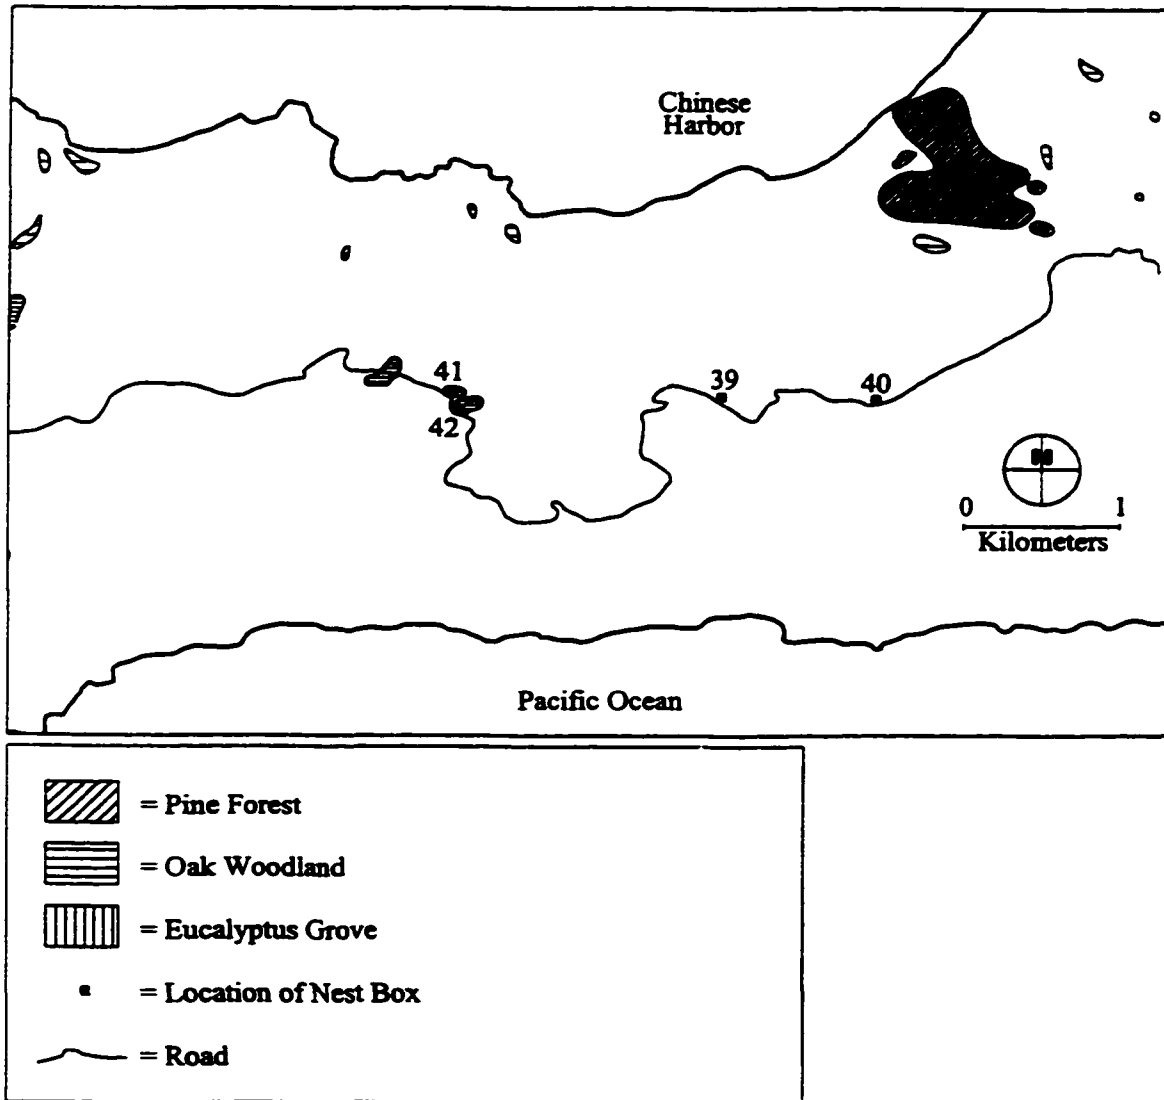 Chinese
Harbor
41
42
39
40
N
0 1
Kilometers
Pacific Ocean
= Pine Forest
= Oak Woodland
= Eucalyptus Grove
= Location of Nest Box
= Road